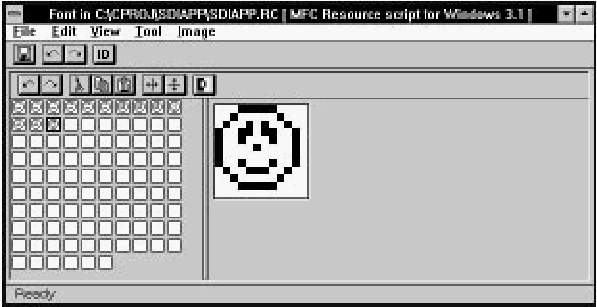 Font in C:\CPROJ\SDIAPP\SDIAPP.RC [ MFC Resource script for Windows 3.1 ]
File Edit View Tool Image
ID
Ready